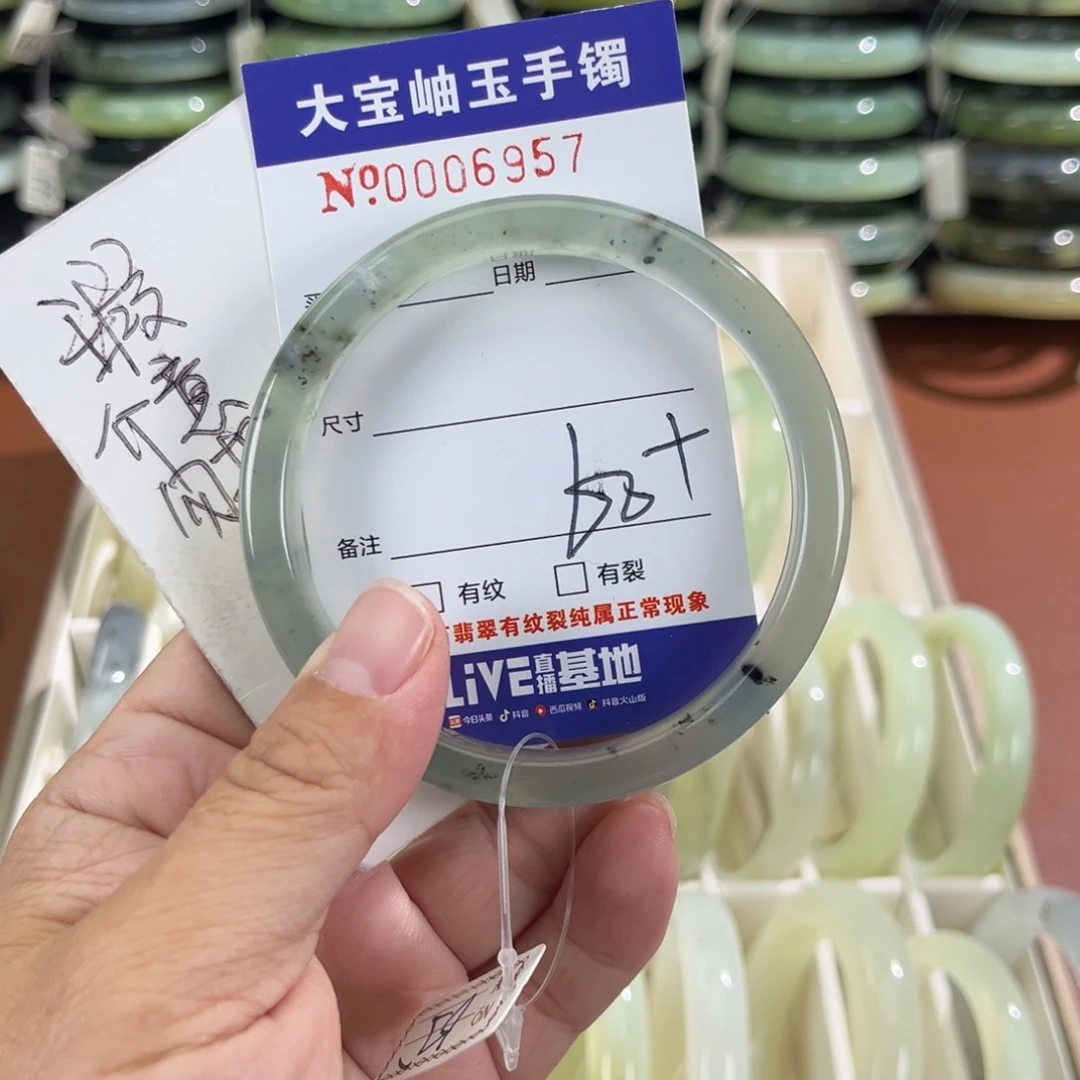 大宝岫玉手镯
Nº.0006957
日期
尺寸
58+
备注
有纹 有裂
翡翠有纹裂纯属正常现象
LiVE直播基地
今日头条 抖音 西瓜视频 抖音火山版